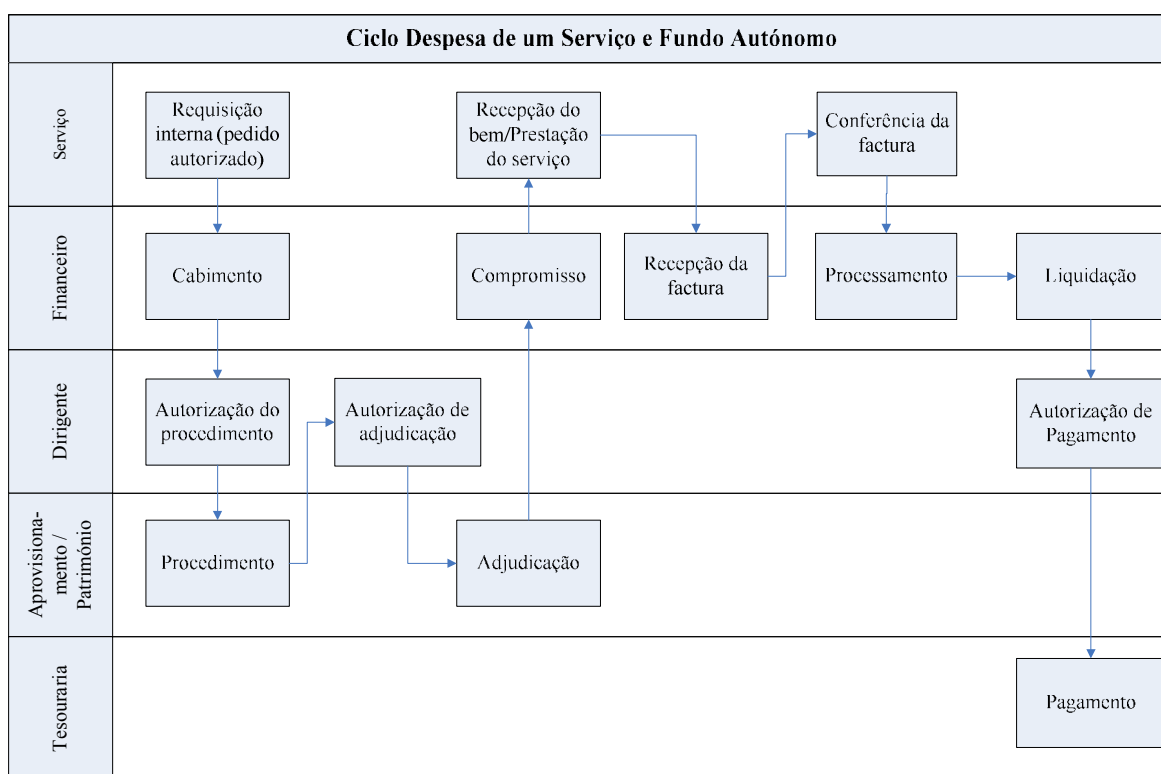 Ciclo Despesa de um Serviço e Fundo Autónomo
Serviço
Requisição
interna (pedido
autorizado)
Recepção do
bem/Prestação
do serviço
Conferência da
factura
Financeiro
Cabimento
Compromisso
Recepção da
factura
Processamento
Liquidação
Dirigente
Autorização do
procedimento
Autorização de
adjudicação
Autorização de
Pagamento
Aprovisiona-
mento /
Património
Procedimento
Adjudicação
Tesouraria
Pagamento